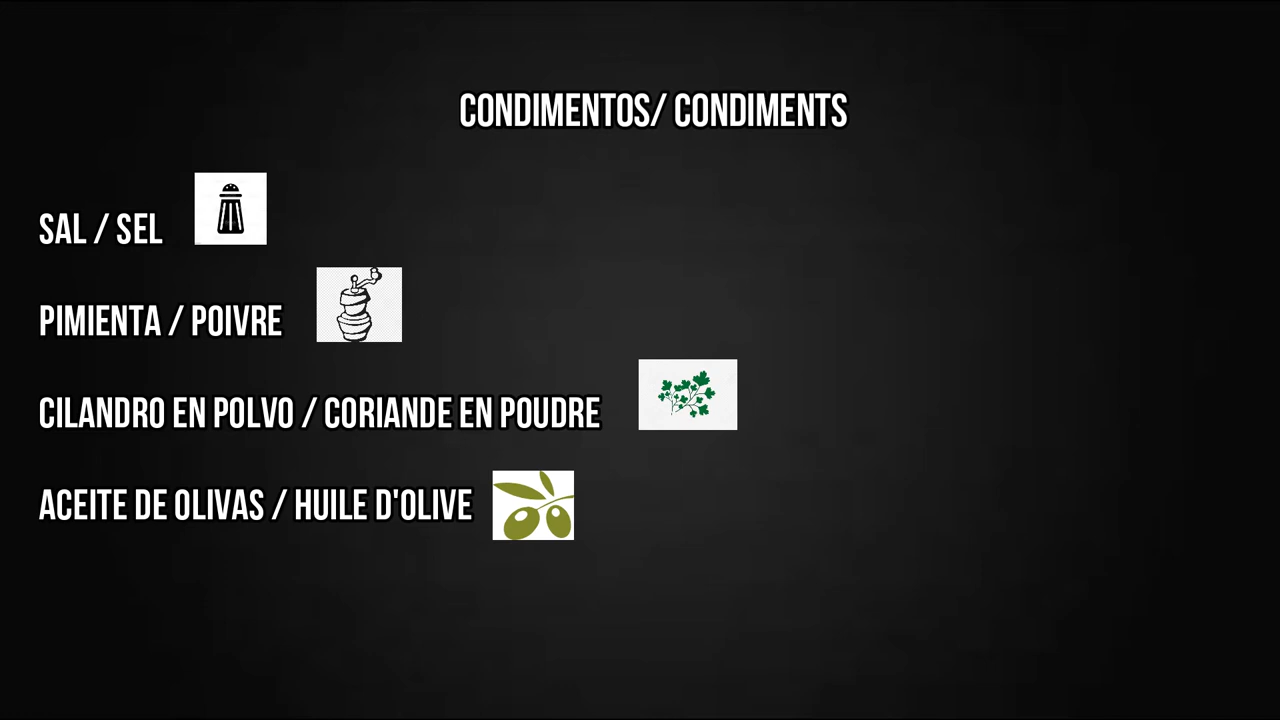 CONDIMENTOS/ CONDIMENTS
SAL / SEL
PIMIENTA / POIVRE
CILANDRO EN POLVO / CORIANDE EN POUDRE
ACEITE DE OLIVAS / HUILE D'OLIVE